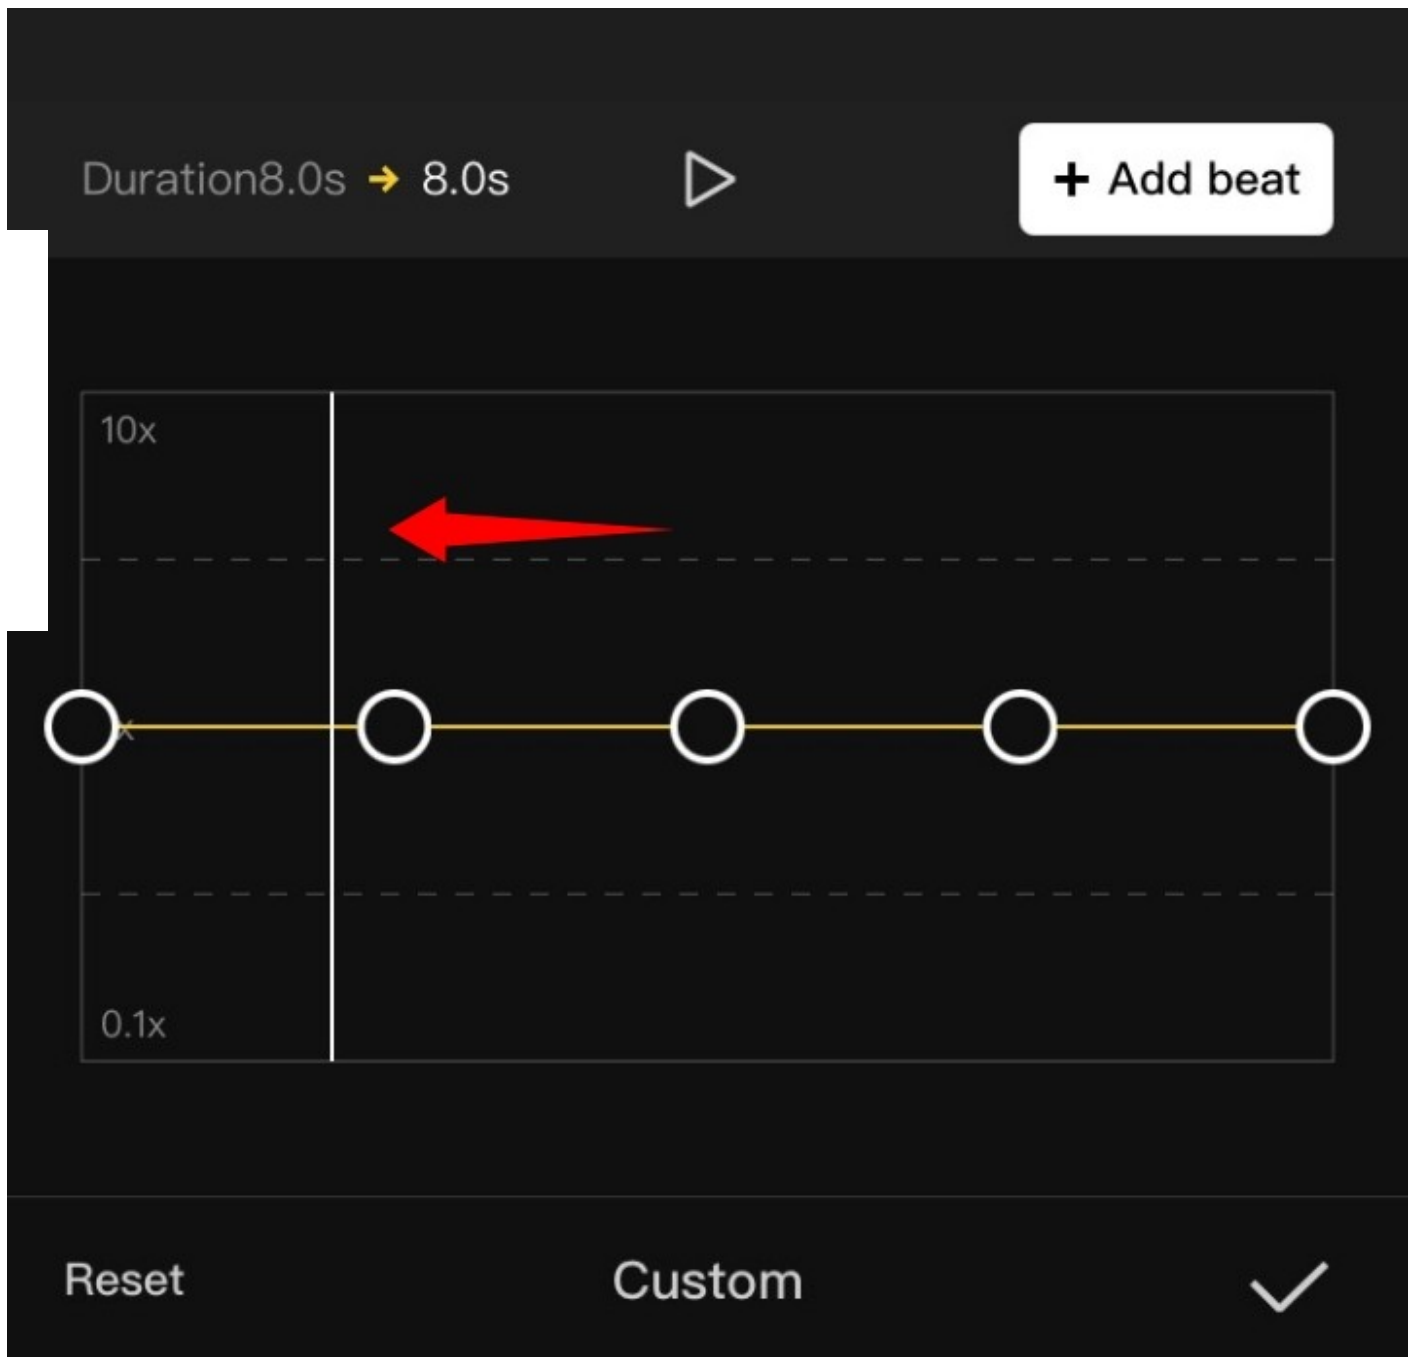 Duration8.0s → 8.0s
+ Add beat
10x
x
0.1x
Reset
Custom